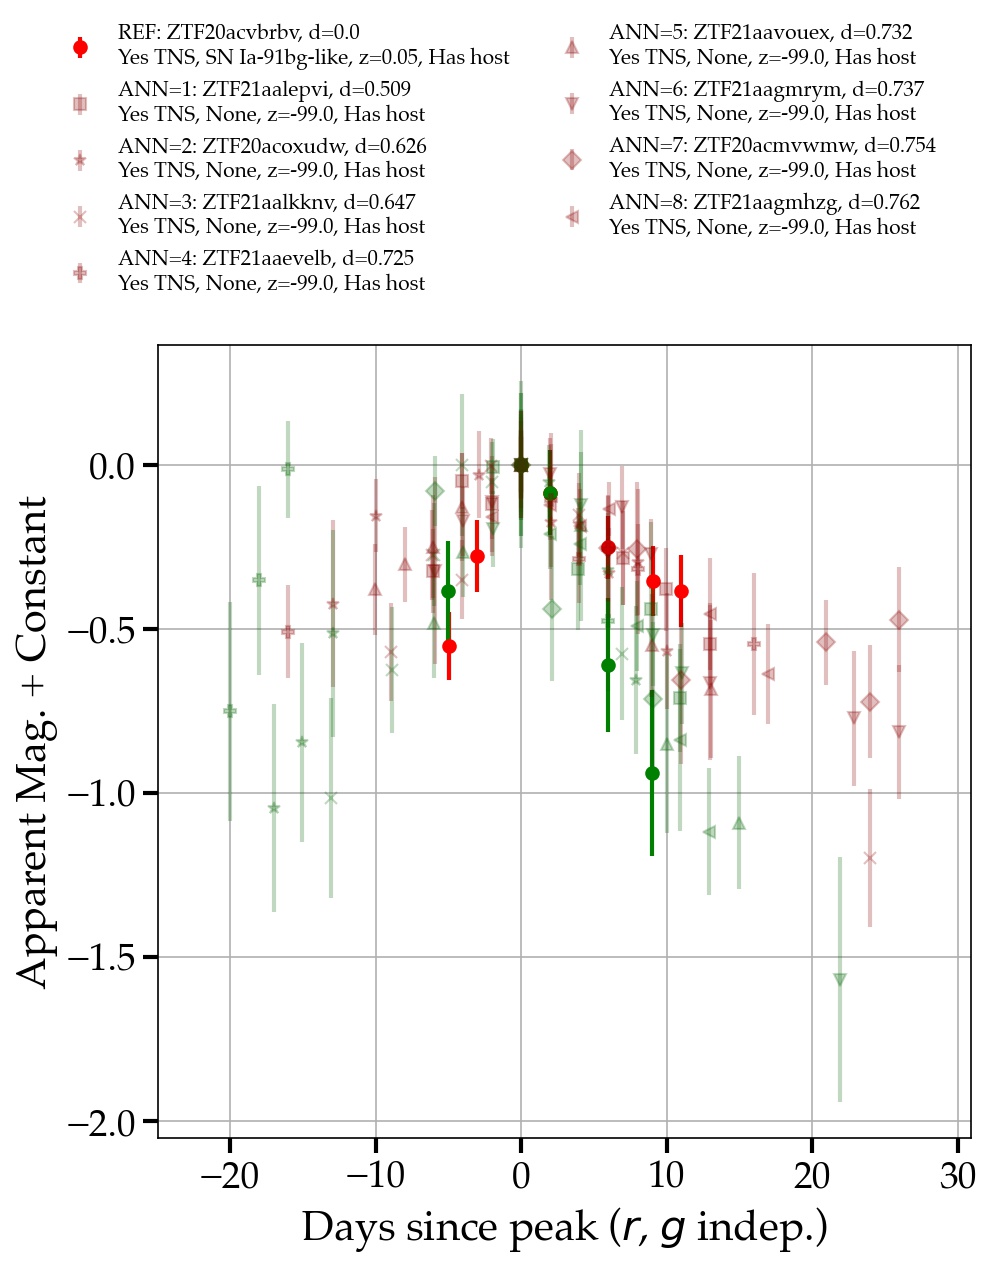 REF: ZTF20acvbrbv, d=0.0
Yes TNS, SN Ia-91bg-like, z=0.05, Has host
ANN=1: ZTF21aalepvi, d=0.509
Yes TNS, None, z=-99.0, Has host
ANN=2: ZTF20acoxudw, d=0.626
Yes TNS, None, z=-99.0, Has host
ANN=3: ZTF21aalkknv, d=0.647
Yes TNS, None, z=-99.0, Has host
ANN=4: ZTF21aaevelb, d=0.725
Yes TNS, None, z=-99.0, Has host
ANN=5: ZTF21aavouex, d=0.732
Yes TNS, None, z=-99.0, Has host
ANN=6: ZTF21aagmrym, d=0.737
Yes TNS, None, z=-99.0, Has host
ANN=7: ZTF20acmvwmw, d=0.754
Yes TNS, None, z=-99.0, Has host
ANN=8: ZTF21aagmhzg, d=0.762
Yes TNS, None, z=-99.0, Has host
Apparent Mag. + Constant
0.0
−0.5
−1.0
−1.5
−2.0
−20 −10 0 10 20 30
Days since peak (r, g indep.)